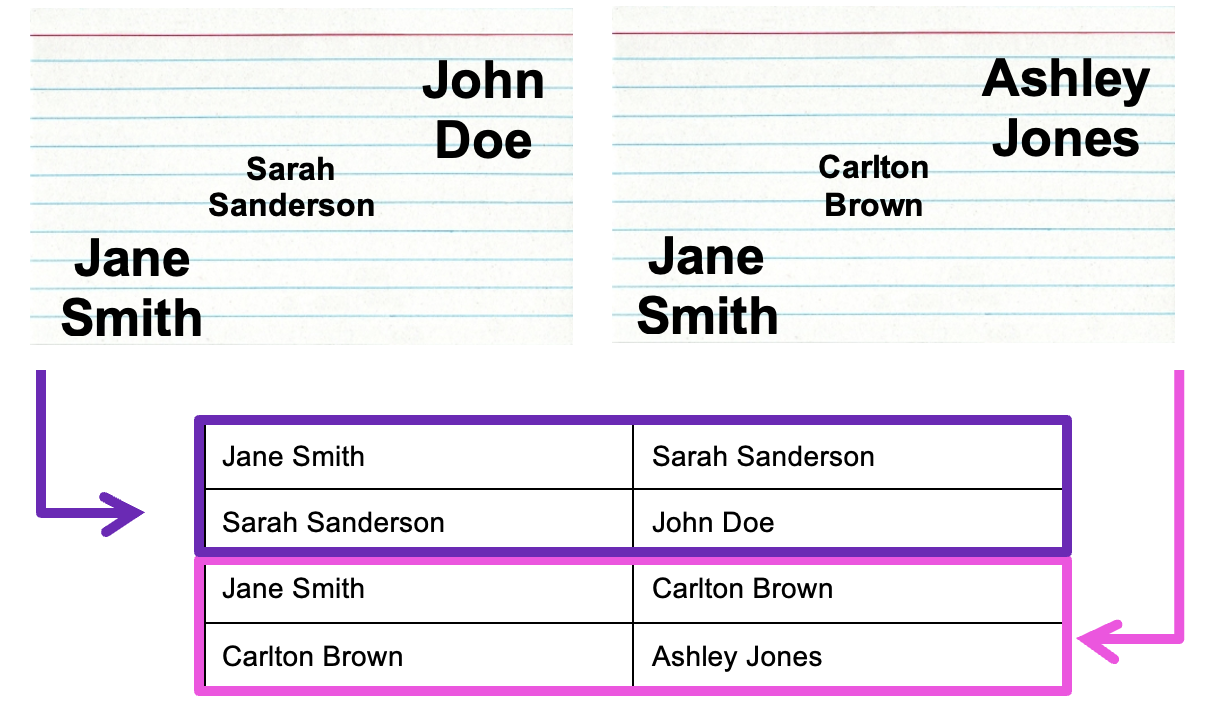 John
Doe
Sarah
Sanderson
Jane
Smith
Ashley
Jones
Carlton
Brown
Jane
Smith
Jane Smith Sarah Sanderson
Sarah Sanderson John Doe
Jane Smith Carlton Brown
Carlton Brown Ashley Jones